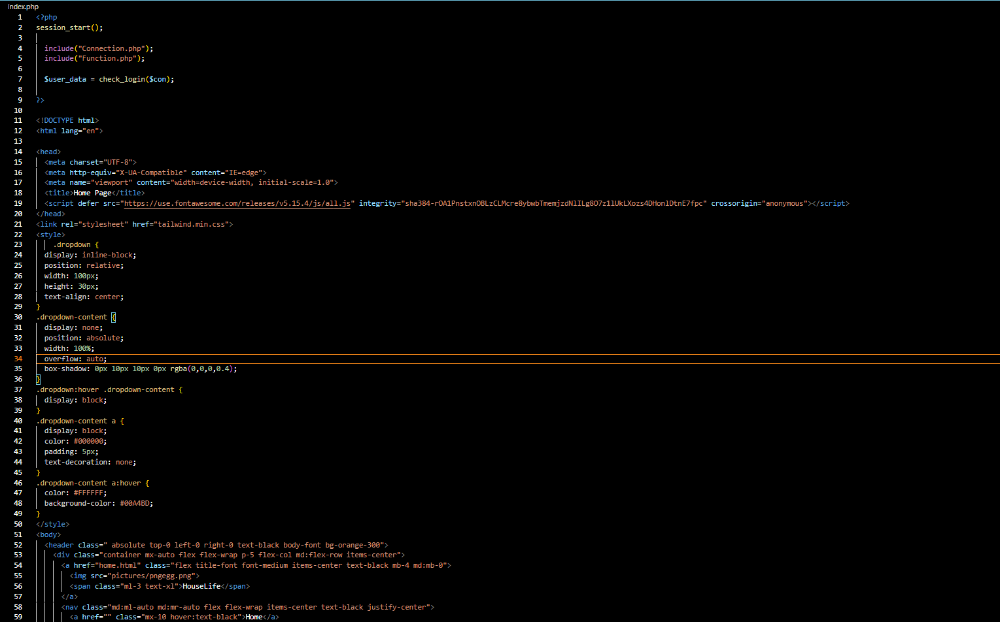 index.php
1 <?php
2 session_start();
3
4 include("Connection.php");
5 include("Function.php");
6
7 $user_data = check_login($con);
8
9 ?>
10
11 <!DOCTYPE html>
12 <html lang="en">
13
14 <head>
15 <meta charset="UTF-8">
16 <meta http-equiv="X-UA-Compatible" content="IE=edge">
17 <meta name="viewport" content="width=device-width, initial-scale=1.0">
18 <title>Home Page</title>
19 <script defer src="https://use.fontawesome.com/releases/v5.15.4/js/all.js" integrity="sha384-rOA1PnstxnOBLzCLMcre8ybwbTmemjzdNlILg8O7z1lUkLXozs4DHonlDtnE7fpc" crossorigin="anonymous"></script>
20 </head>
21 <link rel="stylesheet" href="tailwind.min.css">
22 <style>
23 .dropdown {
24 display: inline-block;
25 position: relative;
26 width: 100px;
27 height: 30px;
28 text-align: center;
29 }
30 .dropdown-content {
31 display: none;
32 position: absolute;
33 width: 100%;
34 overflow: auto;
35 box-shadow: 0px 10px 10px 0px rgba(0,0,0,0.4);
36 }
37 .dropdown:hover .dropdown-content {
38 display: block;
39 }
40 .dropdown-content a {
41 display: block;
42 color: #000000;
43 padding: 5px;
44 text-decoration: none;
45 }
46 .dropdown-content a:hover {
47 color: #FFFFFF;
48 background-color: #00A4BD;
49 }
50 </style>
51 <body>
52 <header class=" absolute top-0 left-0 right-0 text-black body-font bg-orange-300">
53 <div class="container mx-auto flex flex-wrap p-5 flex-col md:flex-row items-center">
54 <a href="home.html" class="flex title-font font-medium items-center text-black mb-4 md:mb-0">
55 <img src="pictures/pngegg.png">
56 <span class="ml-3 text-xl">HouseLife</span>
57 </a>
58 <nav class="md:ml-auto md:mr-auto flex flex-wrap items-center text-black justify-center">
59 <a href="" class="mx-10 hover:text-black">Home</a>